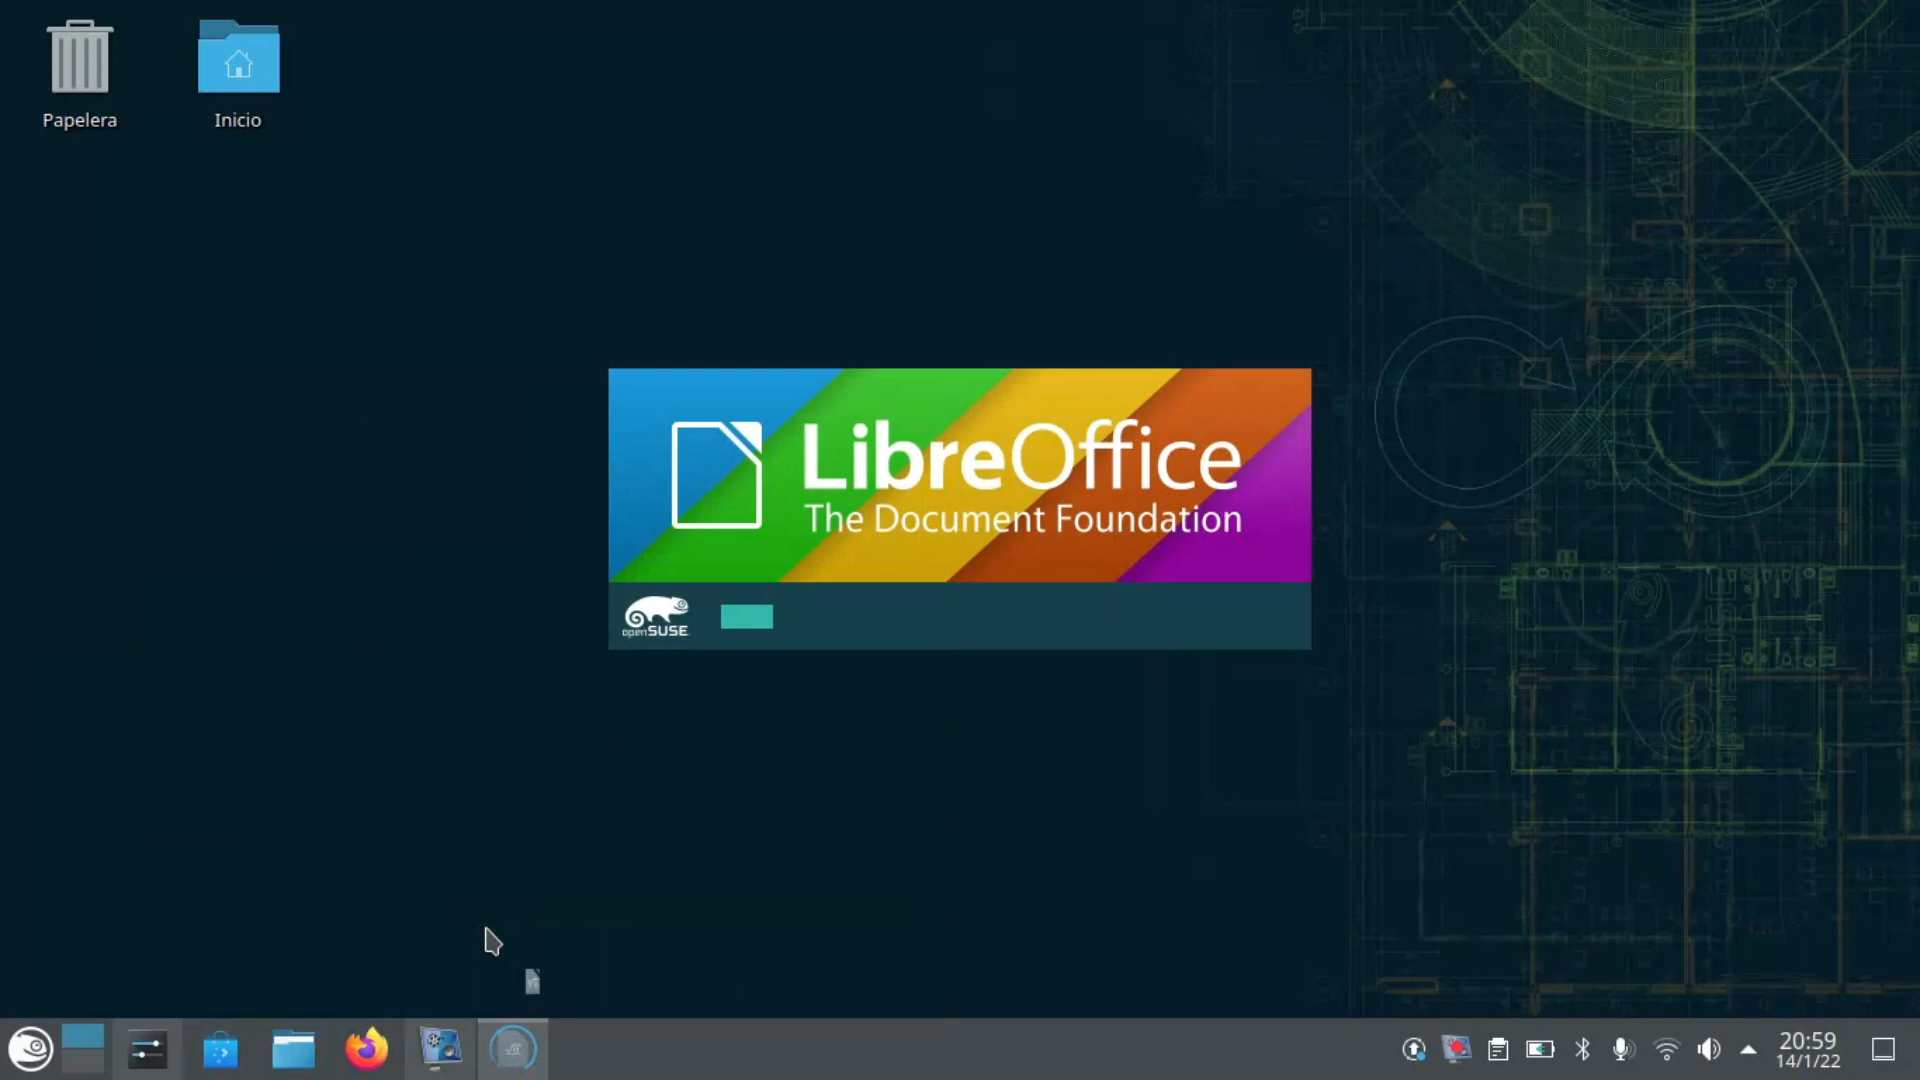 Papelera
Inicio
LibreOffice
The Document Foundation
openSUSE
20:59
14/1/22